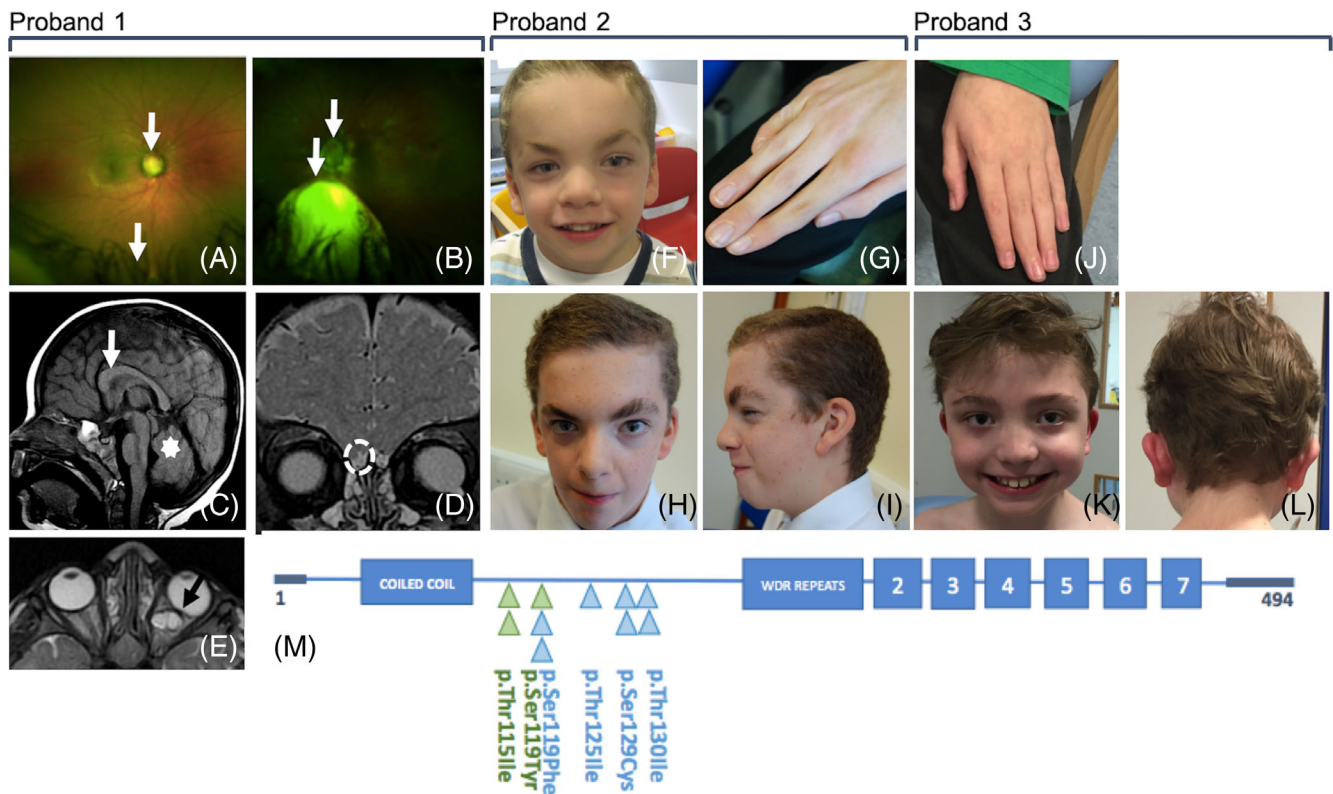 Proband 1
Proband 2
Proband 3
(A)
(B)
(F)
(G)
(J)
(C)
(D)
(H)
(I)
(K)
(L)
(E)
(M)
COILED COIL
WDR REPEATS
2
3
4
5
6
7
1
494
p.Thr115Ile
p.Ser119Tyr
p.Ser119Phe
p.Thr125Ile
p.Ser129Cys
p.Thr130Ile